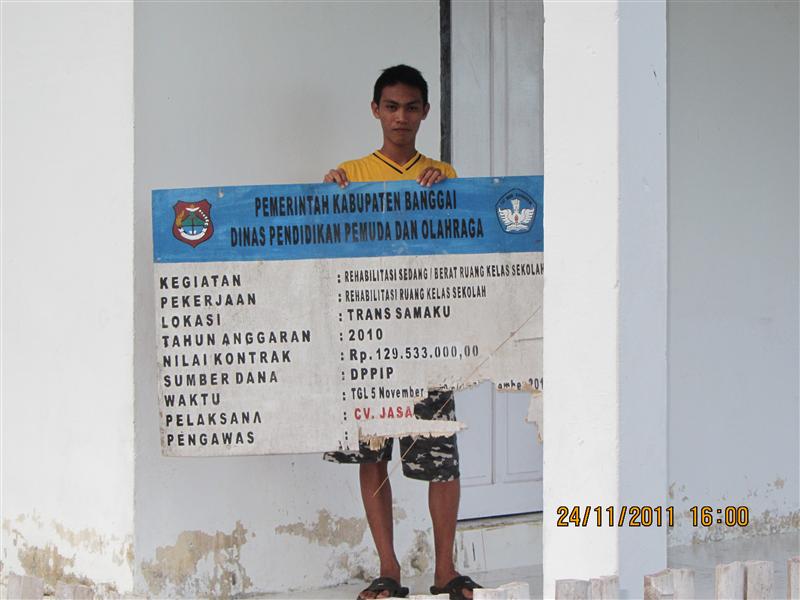 PEMERINTAH KABUPATEN BANGGAI
DINAS PENDIDIKAN PEMUDA DAN OLAHRAGA
KEGIATAN : REHABILITASI SEDANG / BERAT RUANG KELAS SEKOLAH
PEKERJAAN : REHABILITASI RUANG KELAS SEKOLAH
LOKASI : TRANS SAMAKU
TAHUN ANGGARAN : 2010
NILAI KONTRAK : Rp. 129.533.000,00
SUMBER DANA : DPPIP
WAKTU : TGL 5 November
PELAKSANA : CV. JASA
PENGAWAS :
24/11/2011 16:00